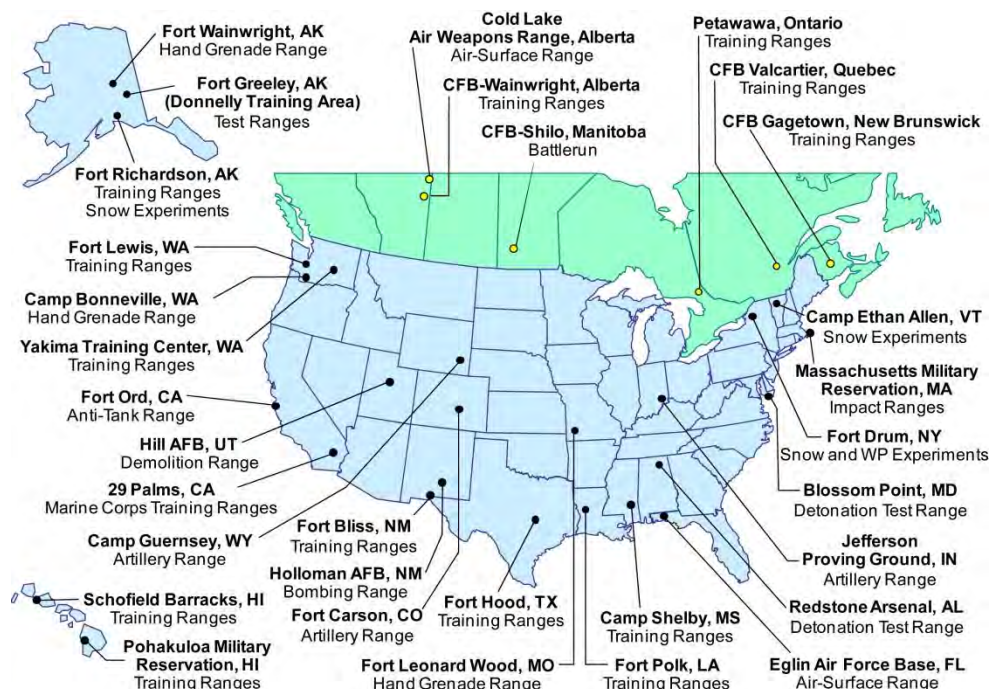 Fort Wainwright, AK
Hand Grenade Range
Fort Greeley, AK
(Donnelly Training Area)
Test Ranges
Fort Richardson, AK
Training Ranges
Snow Experiments
Cold Lake
Air Weapons Range, Alberta
Air-Surface Range
CFB-Wainwright, Alberta
Training Ranges
CFB-Shilo, Manitoba
Battlerun
Petawawa, Ontario
Training Ranges
CFB Valcartier, Quebec
Training Ranges
CFB Gagetown, New Brunswick
Training Ranges
Fort Lewis, WA
Training Ranges
Camp Bonneville, WA
Hand Grenade Range
Yakima Training Center, WA
Training Ranges
Fort Ord, CA
Anti-Tank Range
Hill AFB, UT
Demolition Range
29 Palms, CA
Marine Corps Training Ranges
Camp Guernsey, WY
Artillery Range
Camp Ethan Allen, VT
Snow Experiments
Massachusetts Military
Reservation, MA
Impact Ranges
Fort Drum, NY
Snow and WP Experiments
Blossom Point, MD
Detonation Test Range
Jefferson
Proving Ground, IN
Artillery Range
Redstone Arsenal, AL
Detonation Test Range
Eglin Air Force Base, FL
Air-Surface Range
Fort Bliss, NM
Training Ranges
Holloman AFB, NM
Bombing Range
Fort Carson, CO
Artillery Range
Fort Hood, TX
Training Ranges
Camp Shelby, MS
Training Ranges
Fort Leonard Wood, MO
Hand Grenade Range
Fort Polk, LA
Training Ranges
Schofield Barracks, HI
Training Ranges
Pohakuloa Military
Reservation, HI
Training Ranges